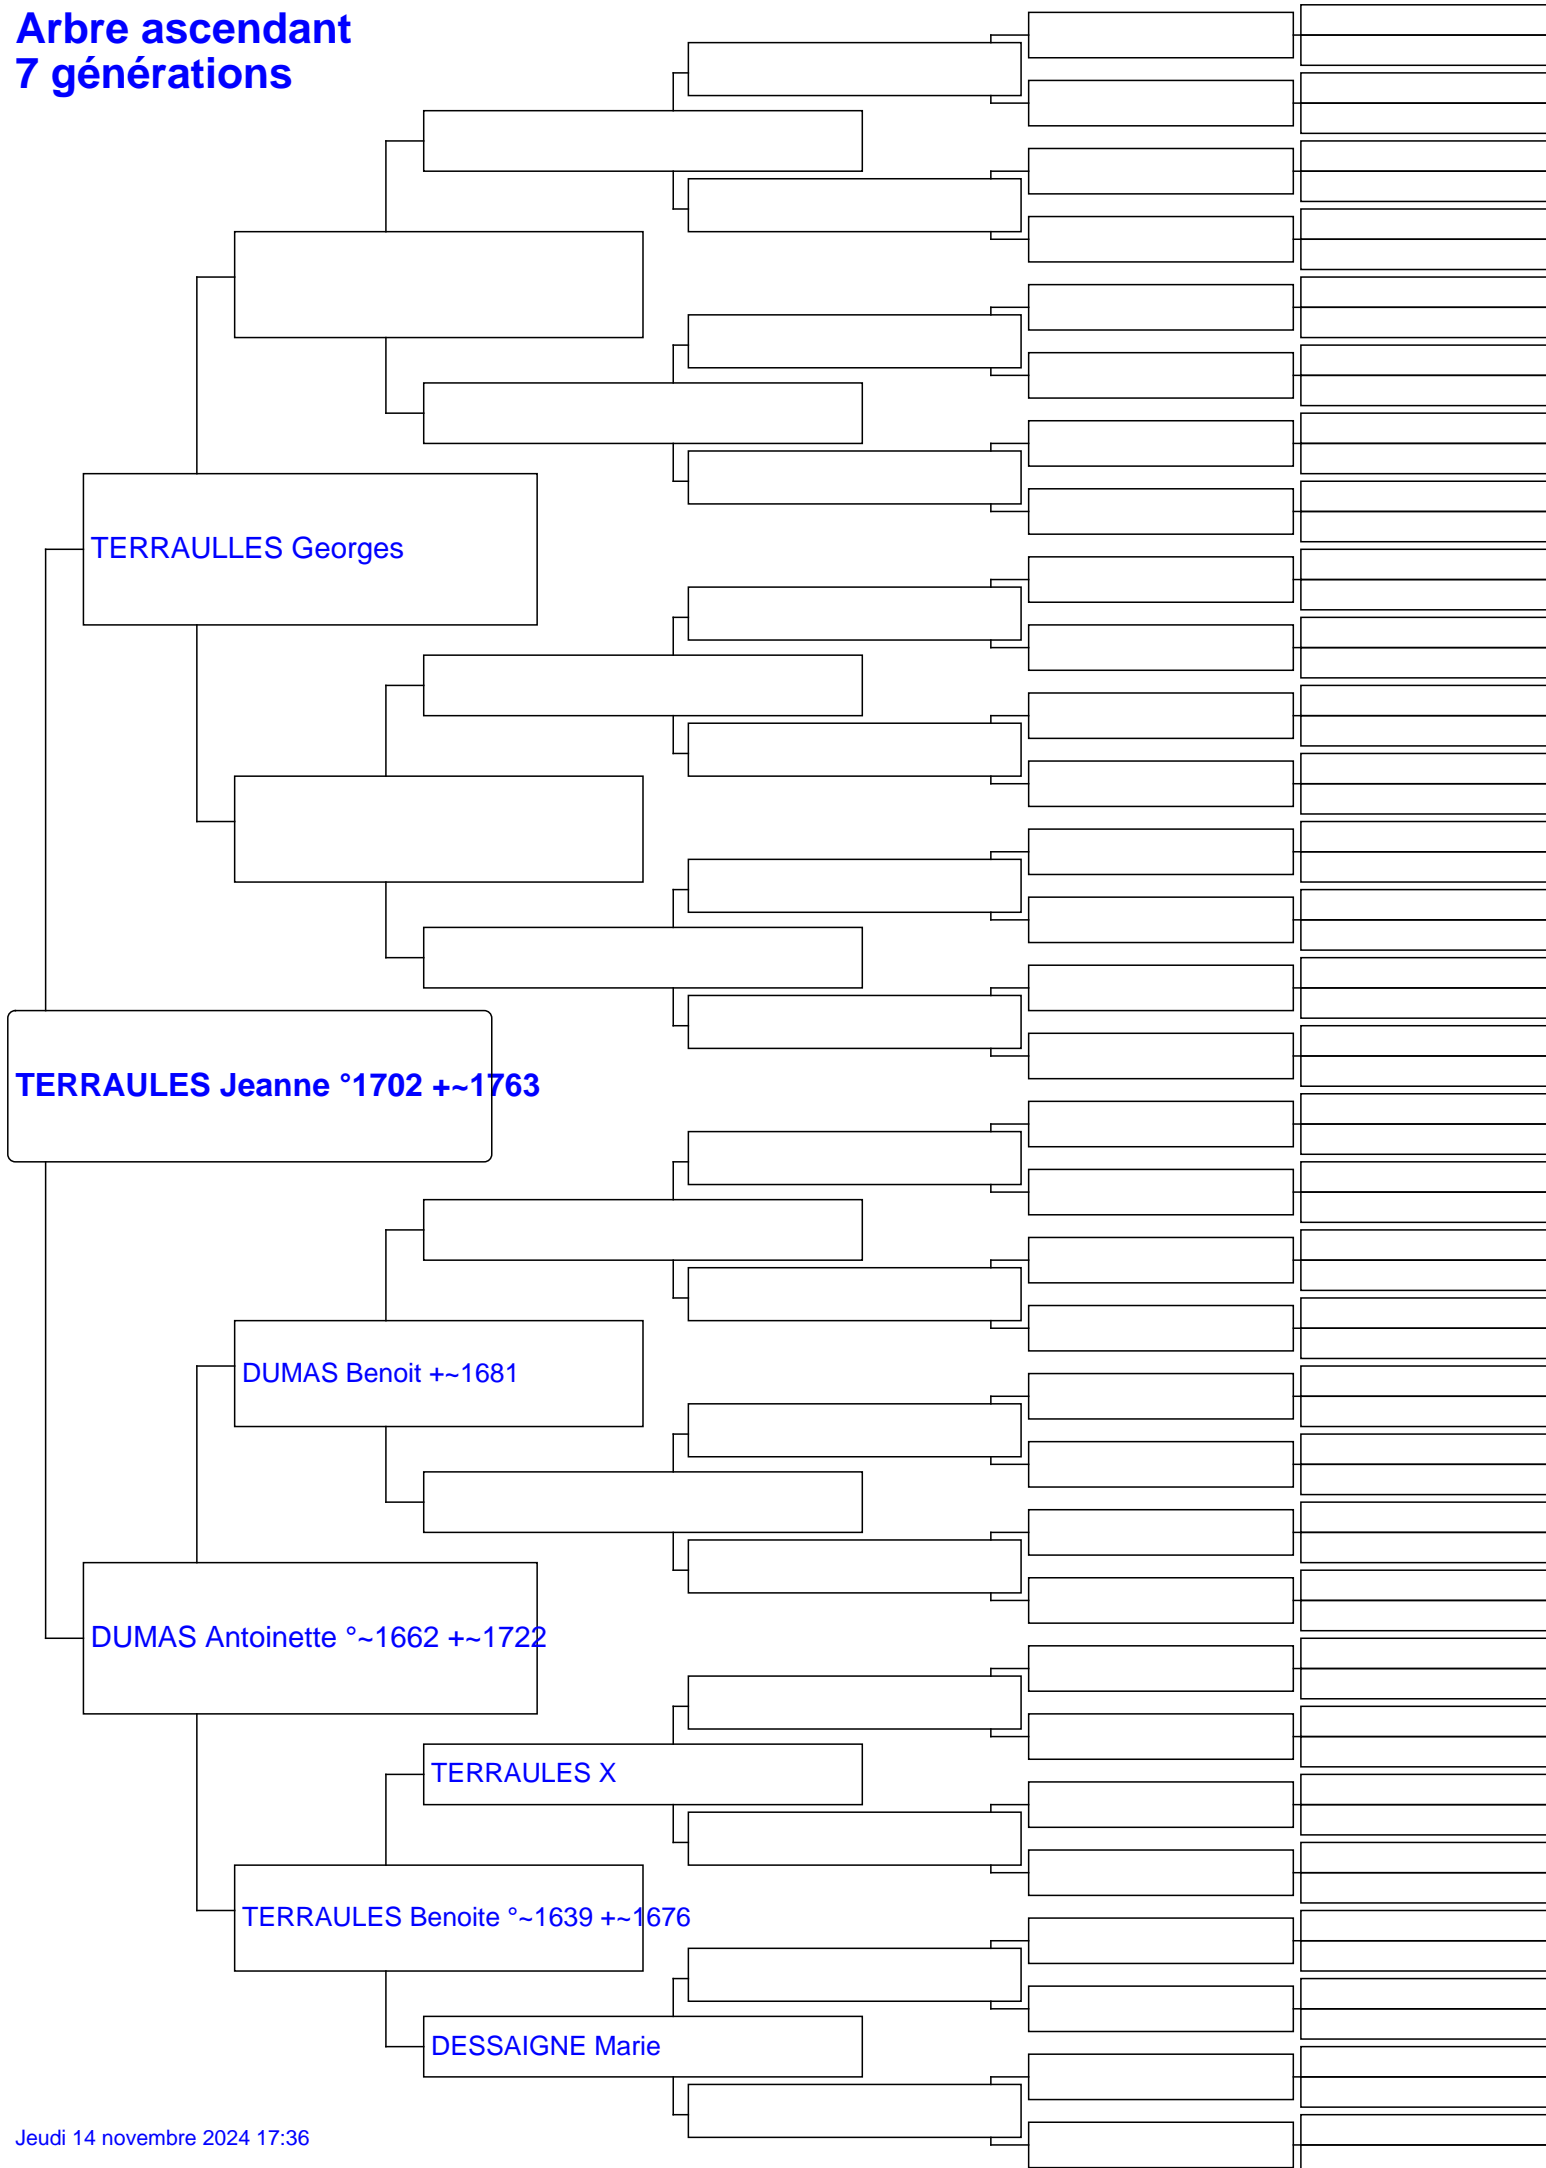 Arbre ascendant
7 générations
TERRAULLES Georges
TERRAULES Jeanne °1702 +~1763
DUMAS Benoit +~1681
DUMAS Antoinette °~1662 +~1722
TERRAULES X
TERRAULES Benoite °~1639 +~1676
DESSAIGNE Marie
Jeudi 14 novembre 2024 17:36